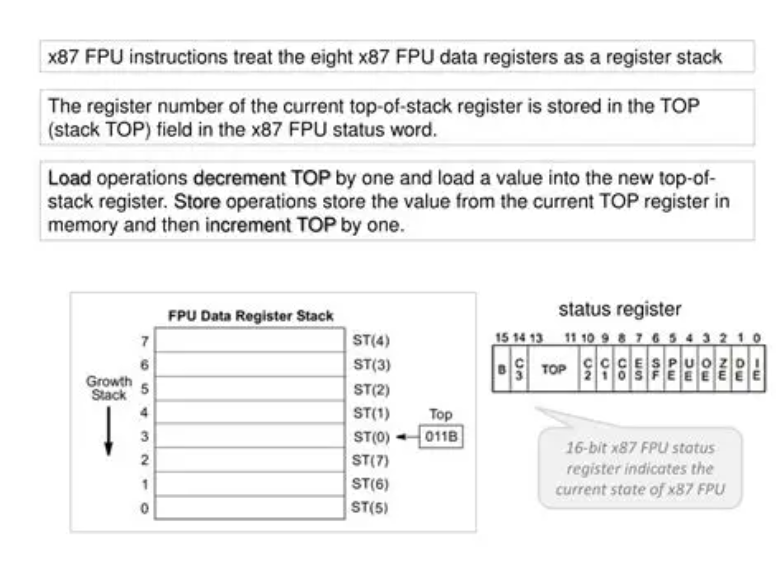 x87 FPU instructions treat the eight x87 FPU data registers as a register stack
The register number of the current top-of-stack register is stored in the TOP
(stack TOP) field in the x87 FPU status word.
Load operations decrement TOP by one and load a value into the new top-of-
stack register. Store operations store the value from the current TOP register in
memory and then increment TOP by one.
FPU Data Register Stack
7 ST(4)
6 ST(3)
Growth
Stack
5 ST(2)
4 ST(1)
Top
3 ST(0) 011B
2 ST(7)
1 ST(6)
0 ST(5)
status register
15 14 13 11 10 9 8 7 6 5 4 3 2 1 0
B C3 TOP C2 C1 C0 ES SF PE UE OE ZE DE IE
16-bit x87 FPU status
register indicates the
current state of x87 FPU